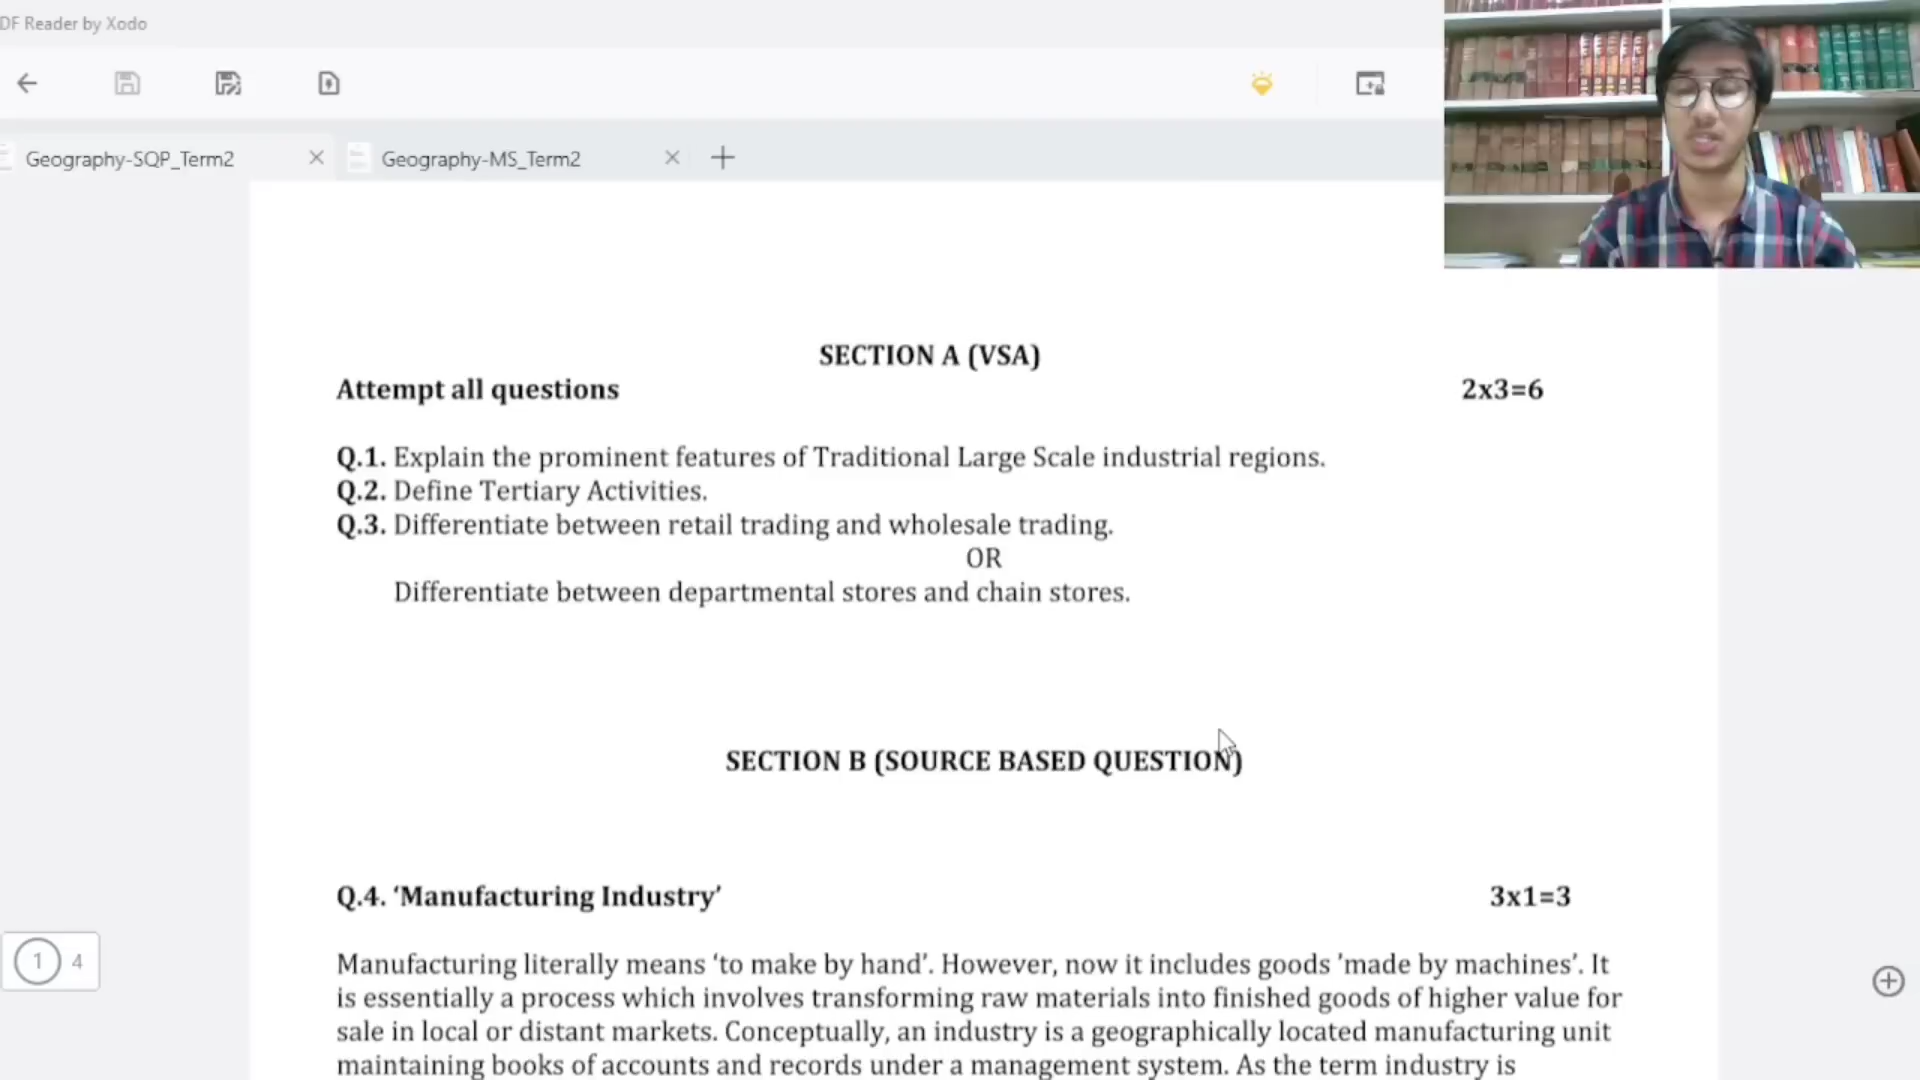 DF Reader by Xodo
Geography-SQP_Term2
Geography-MS_Term2
SECTION A (VSA)
Attempt all questions 2x3=6
Q.1. Explain the prominent features of Traditional Large Scale industrial regions.
Q.2. Define Tertiary Activities.
Q.3. Differentiate between retail trading and wholesale trading.
OR
Differentiate between departmental stores and chain stores.
SECTION B (SOURCE BASED QUESTION)
Q.4. ‘Manufacturing Industry’ 3x1=3
Manufacturing literally means ‘to make by hand’. However, now it includes goods ’made by machines’. It
is essentially a process which involves transforming raw materials into finished goods of higher value for
sale in local or distant markets. Conceptually, an industry is a geographically located manufacturing unit
maintaining books of accounts and records under a management system. As the term industry is
1 4